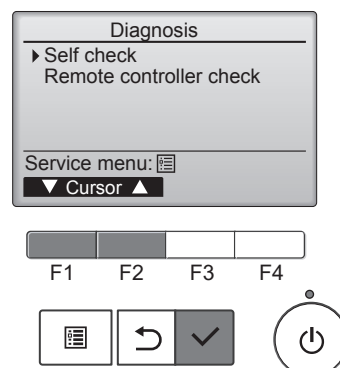 Diagnosis
Self check
Remote controller check
Service menu:
▼ Cursor ▲
F1 F2 F3 F4